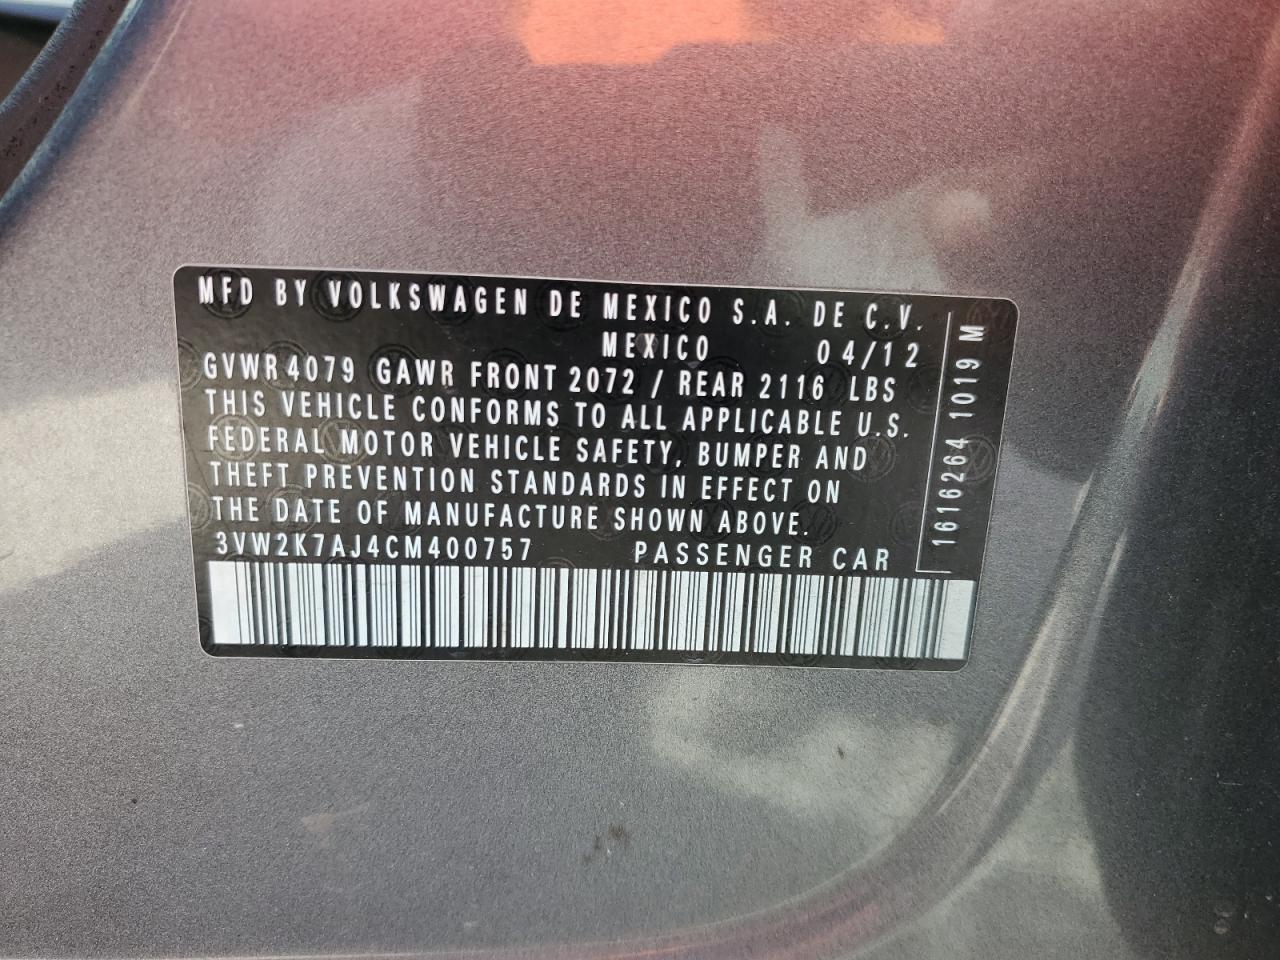 MFD BY VOLKSWAGEN DE MEXICO S.A. DE C.V.
MEXICO 04/12
GVWR 4079 GAWR FRONT 2072 / REAR 2116 LBS
THIS VEHICLE CONFORMS TO ALL APPLICABLE U.S.
FEDERAL MOTOR VEHICLE SAFETY, BUMPER AND
THEFT PREVENTION STANDARDS IN EFFECT ON
THE DATE OF MANUFACTURE SHOWN ABOVE.
3VW2K7AJ4CM400757 PASSENGER CAR
1616264 1019 M